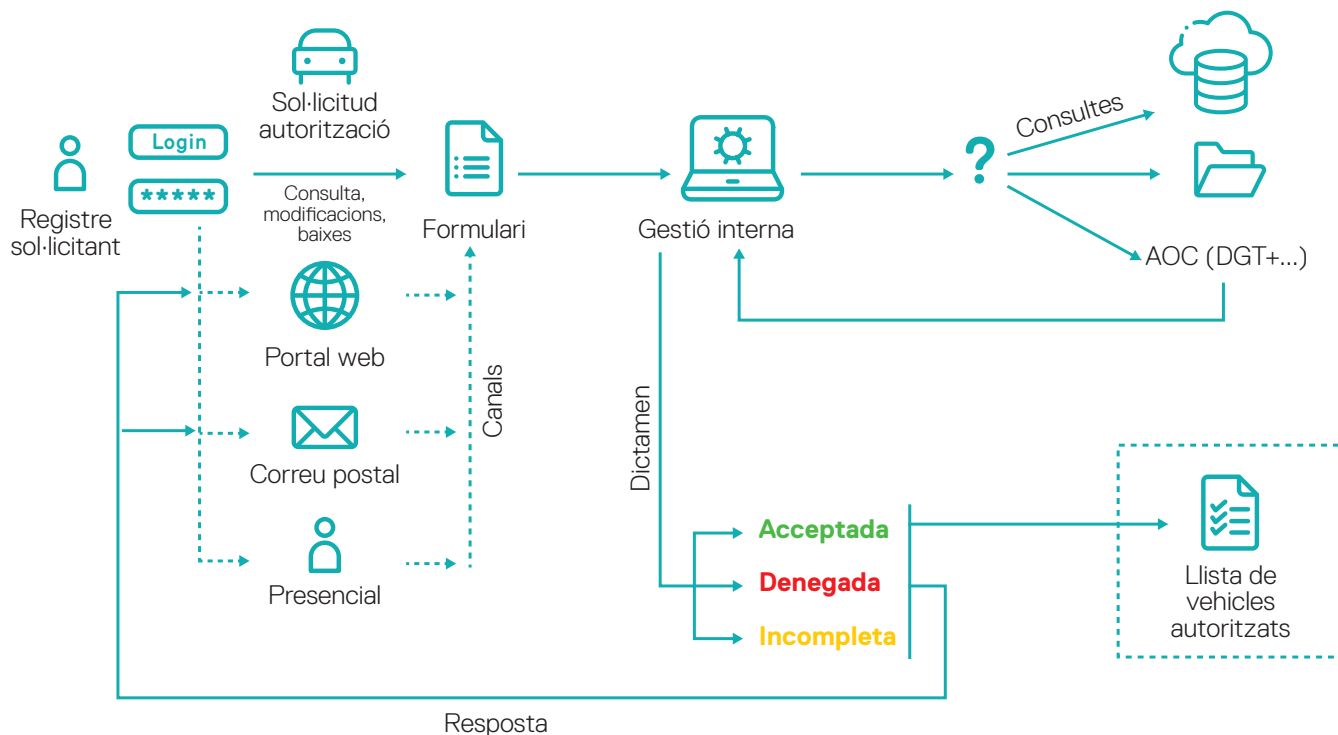 Sol·licitud
autorització
Login
*****
Registre
sol·licitant
Consulta,
modificacions,
baixes
Formulari
Gestió interna
?
Consultes
AOC (DGT+...)
Portal web
Correu postal
Presencial
Canals
Dictamen
Acceptada
Denegada
Incompleta
Llista de
vehicles
autoritzats
Resposta